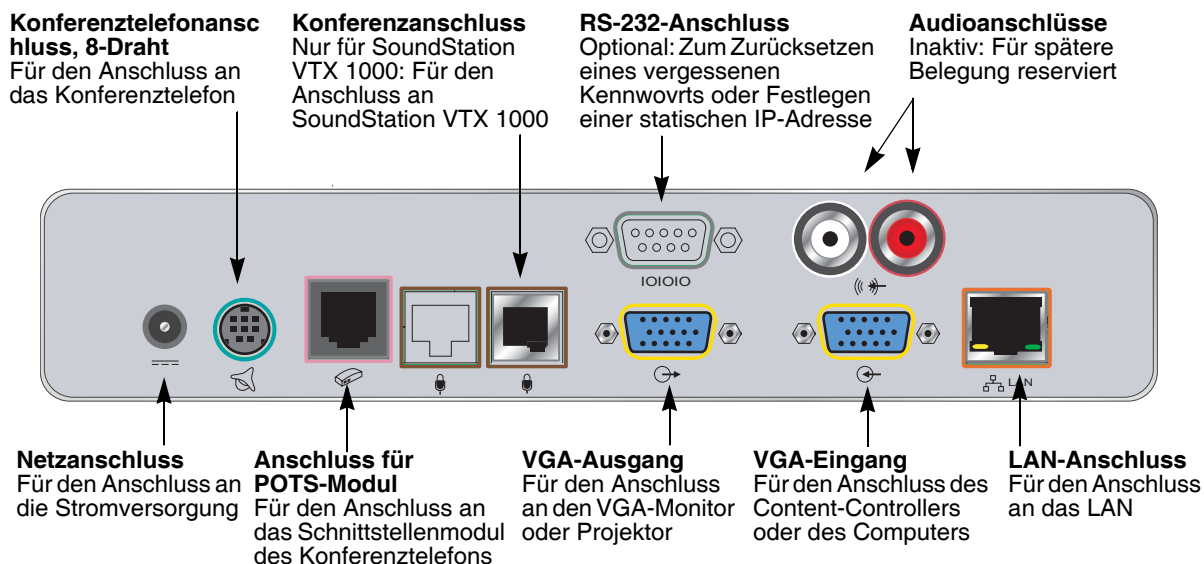 Konferenztelefonansc
hluss, 8-Draht
Für den Anschluss an
das Konferenztelefon
Konferenzanschluss
Nur für SoundStation
VTX 1000: Für den
Anschluss an
SoundStation VTX 1000
RS-232-Anschluss
Optional: Zum Zurücksetzen
eines vergessenen
Kennwovrts oder Festlegen
einer statischen IP-Adresse
Audioanschlüsse
Inaktiv: Für spätere
Belegung reserviert
IOIOIO
LAN
Netzanschluss
Für den Anschluss an
die Stromversorgung
Anschluss für
POTS-Modul
Für den Anschluss an
das Schnittstellenmodul
des Konferenztelefons
VGA-Ausgang
Für den Anschluss
an den VGA-Monitor
oder Projektor
VGA-Eingang
Für den Anschluss des
Content-Controllers
oder des Computers
LAN-Anschluss
Für den Anschluss
an das LAN